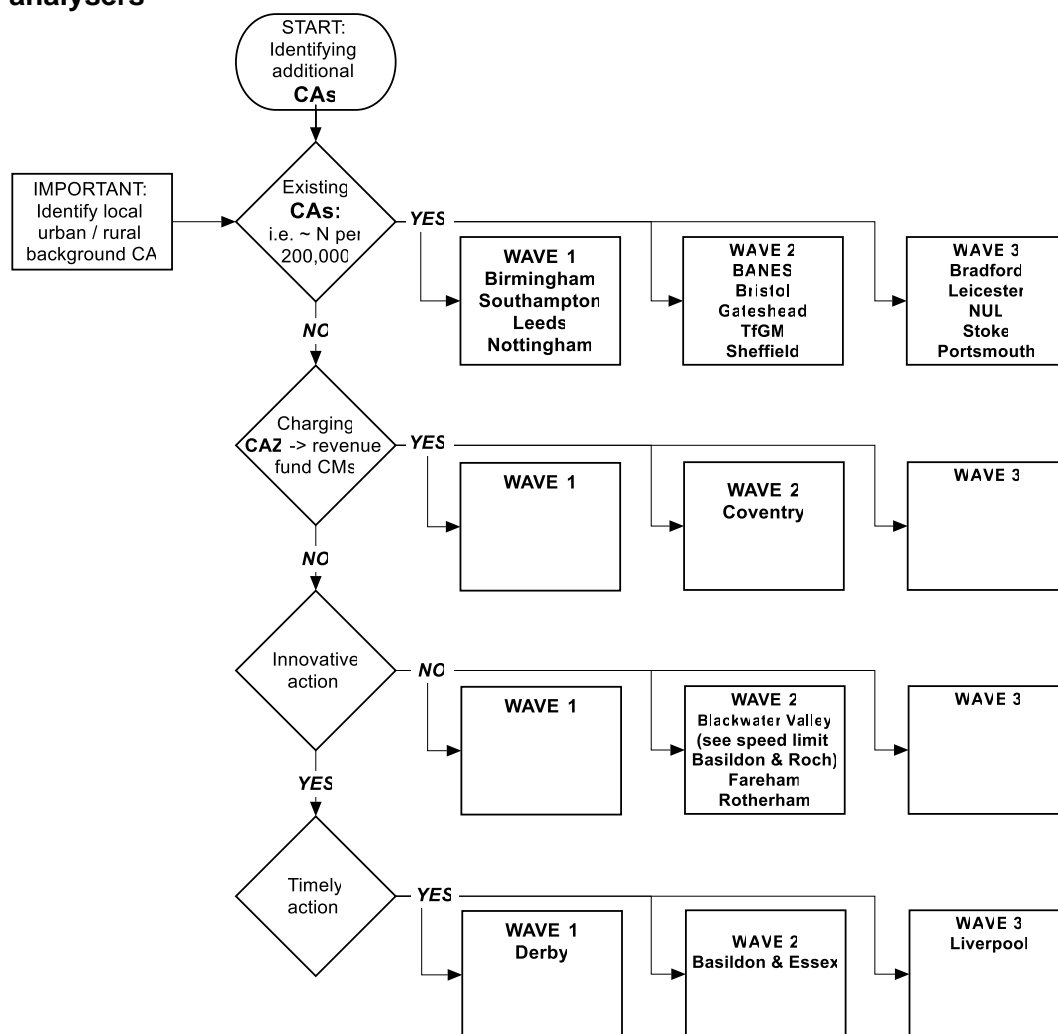 analysers
START:
Identifying
additional
CAs
IMPORTANT:
Identify local
urban / rural
background CA
Existing
CAs:
i.e. ~ N per
200,000
YES
WAVE 1
Birmingham
Southampton
Leeds
Nottingham
WAVE 2
BANES
Bristol
Gateshead
TfGM
Sheffield
WAVE 3
Bradford
Leicester
NUL
Stoke
Portsmouth
NO
Charging
CAZ -> revenue
fund CMs
YES
WAVE 1
WAVE 2
Coventry
WAVE 3
NO
Innovative
action
NO
WAVE 1
WAVE 2
Blackwater Valley
(see speed limit
Basildon & Roch)
Fareham
Rotherham
WAVE 3
YES
Timely
action
YES
WAVE 1
Derby
WAVE 2
Basildon & Essex
WAVE 3
Liverpool